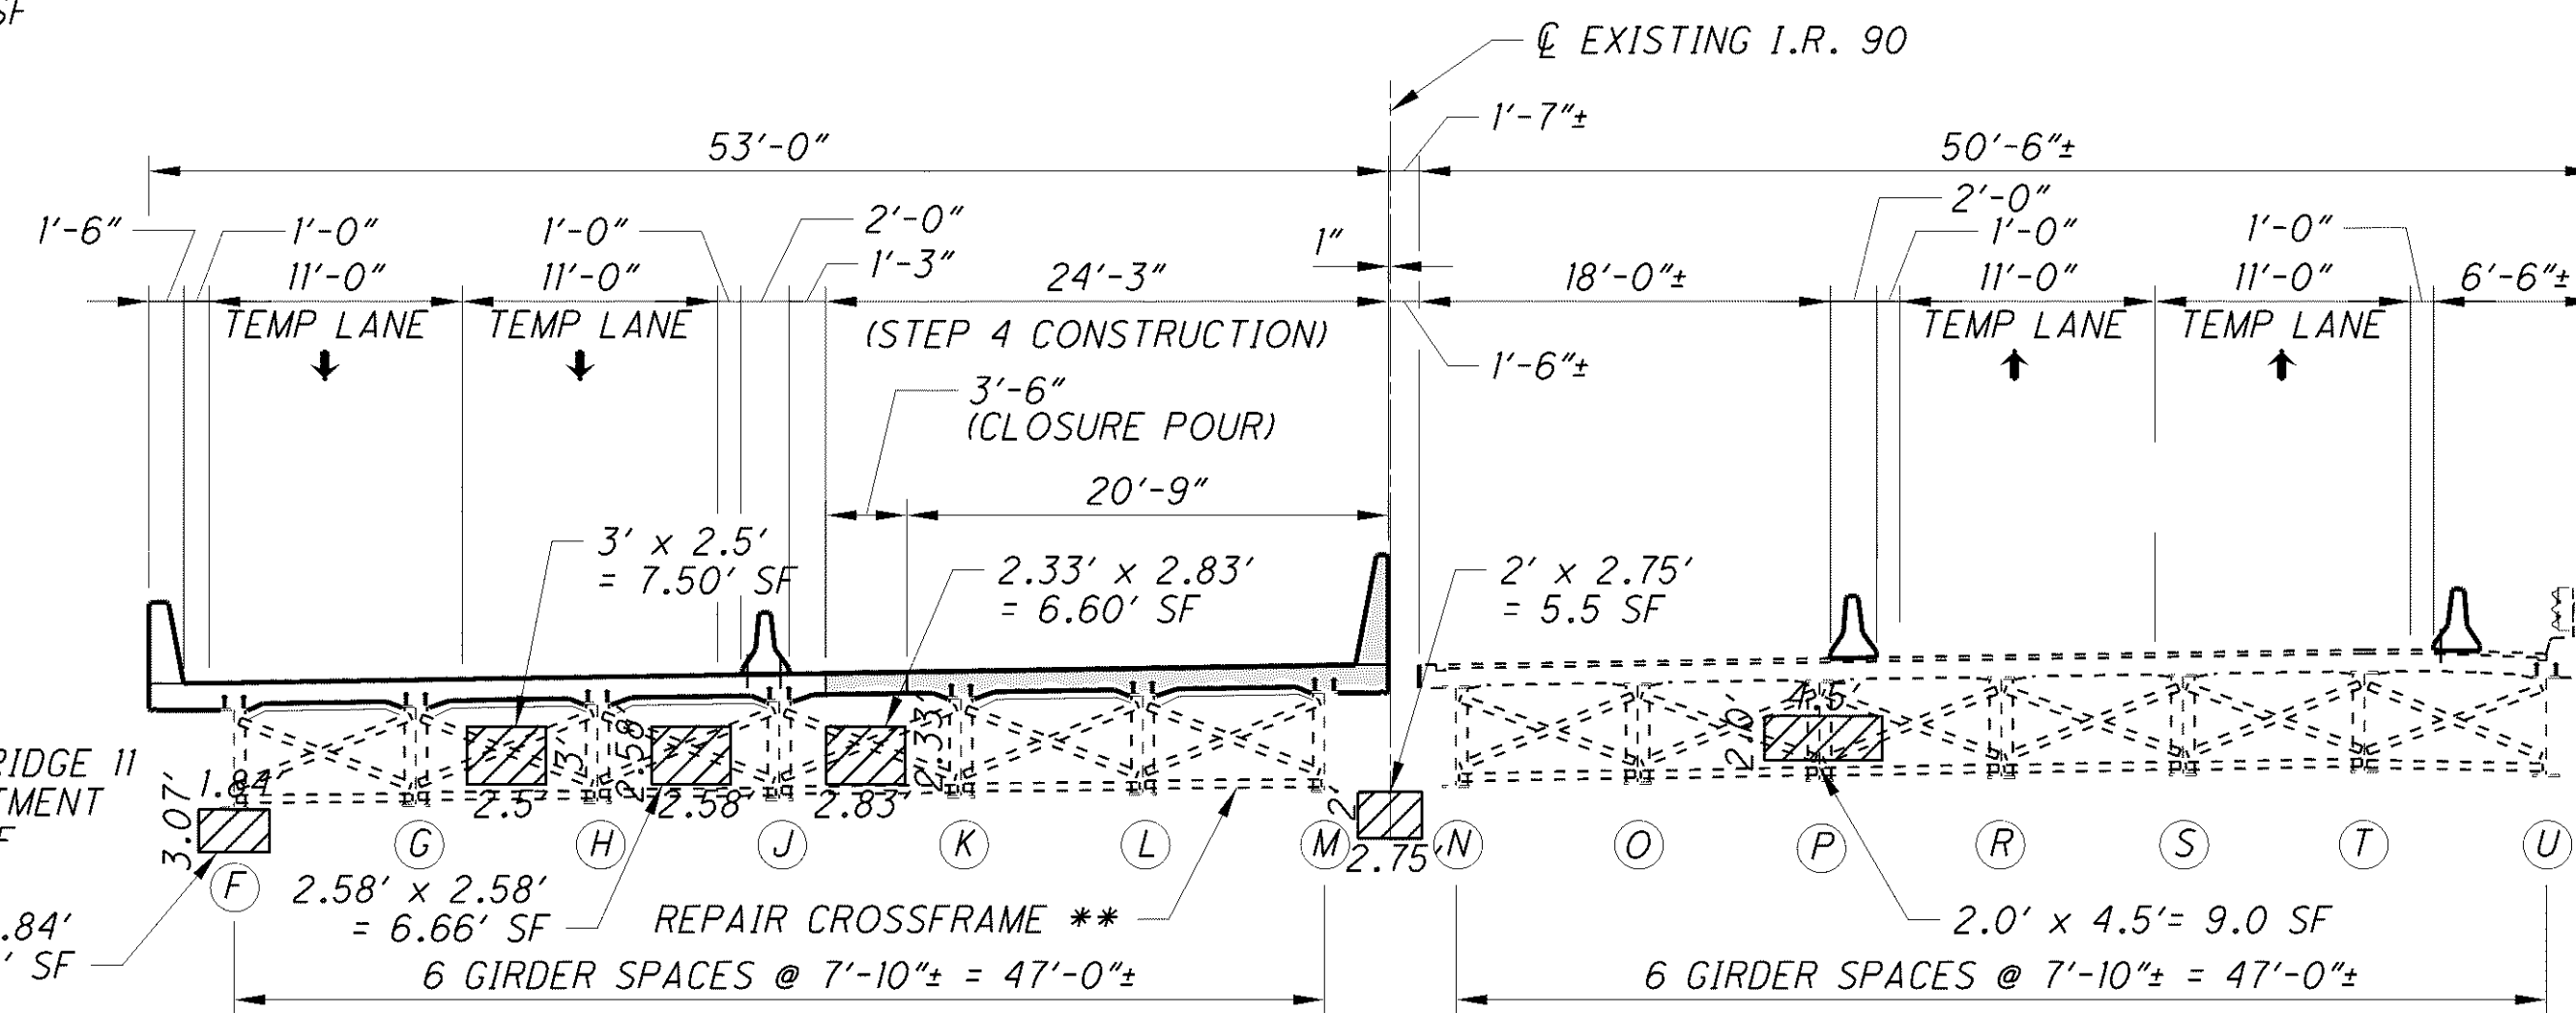 SF
℄ EXISTING I.R. 90
1'-7"±
53'-0"
50'-6"±
1'-6"
1'-0"
1'-0"
2'-0"
1'-3"
1"
2'-0"
1'-0"
1'-0"
11'-0"
11'-0"
24'-3"
18'-0"±
11'-0"
11'-0"
6'-6"±
TEMP LANE
TEMP LANE
(STEP 4 CONSTRUCTION)
TEMP LANE
TEMP LANE
1'-6"±
3'-6"
(CLOSURE POUR)
20'-9"
3' x 2.5'
= 7.50' SF
2.33' x 2.83'
= 6.60' SF
2' x 2.75'
= 5.5 SF
4.5'
2.0'
RIDGE 11
TMENT
1.84'
3.07'
3'
2.5'
2.58'
2.58'
2.33'
2.83'
2'
2.75'
F
G
H
J
K
L
M
N
O
P
R
S
T
U
.84'
' SF
2.58' x 2.58'
= 6.66' SF
REPAIR CROSSFRAME **
2.0' x 4.5'= 9.0 SF
6 GIRDER SPACES @ 7'-10"± = 47'-0"±
6 GIRDER SPACES @ 7'-10"± = 47'-0"±